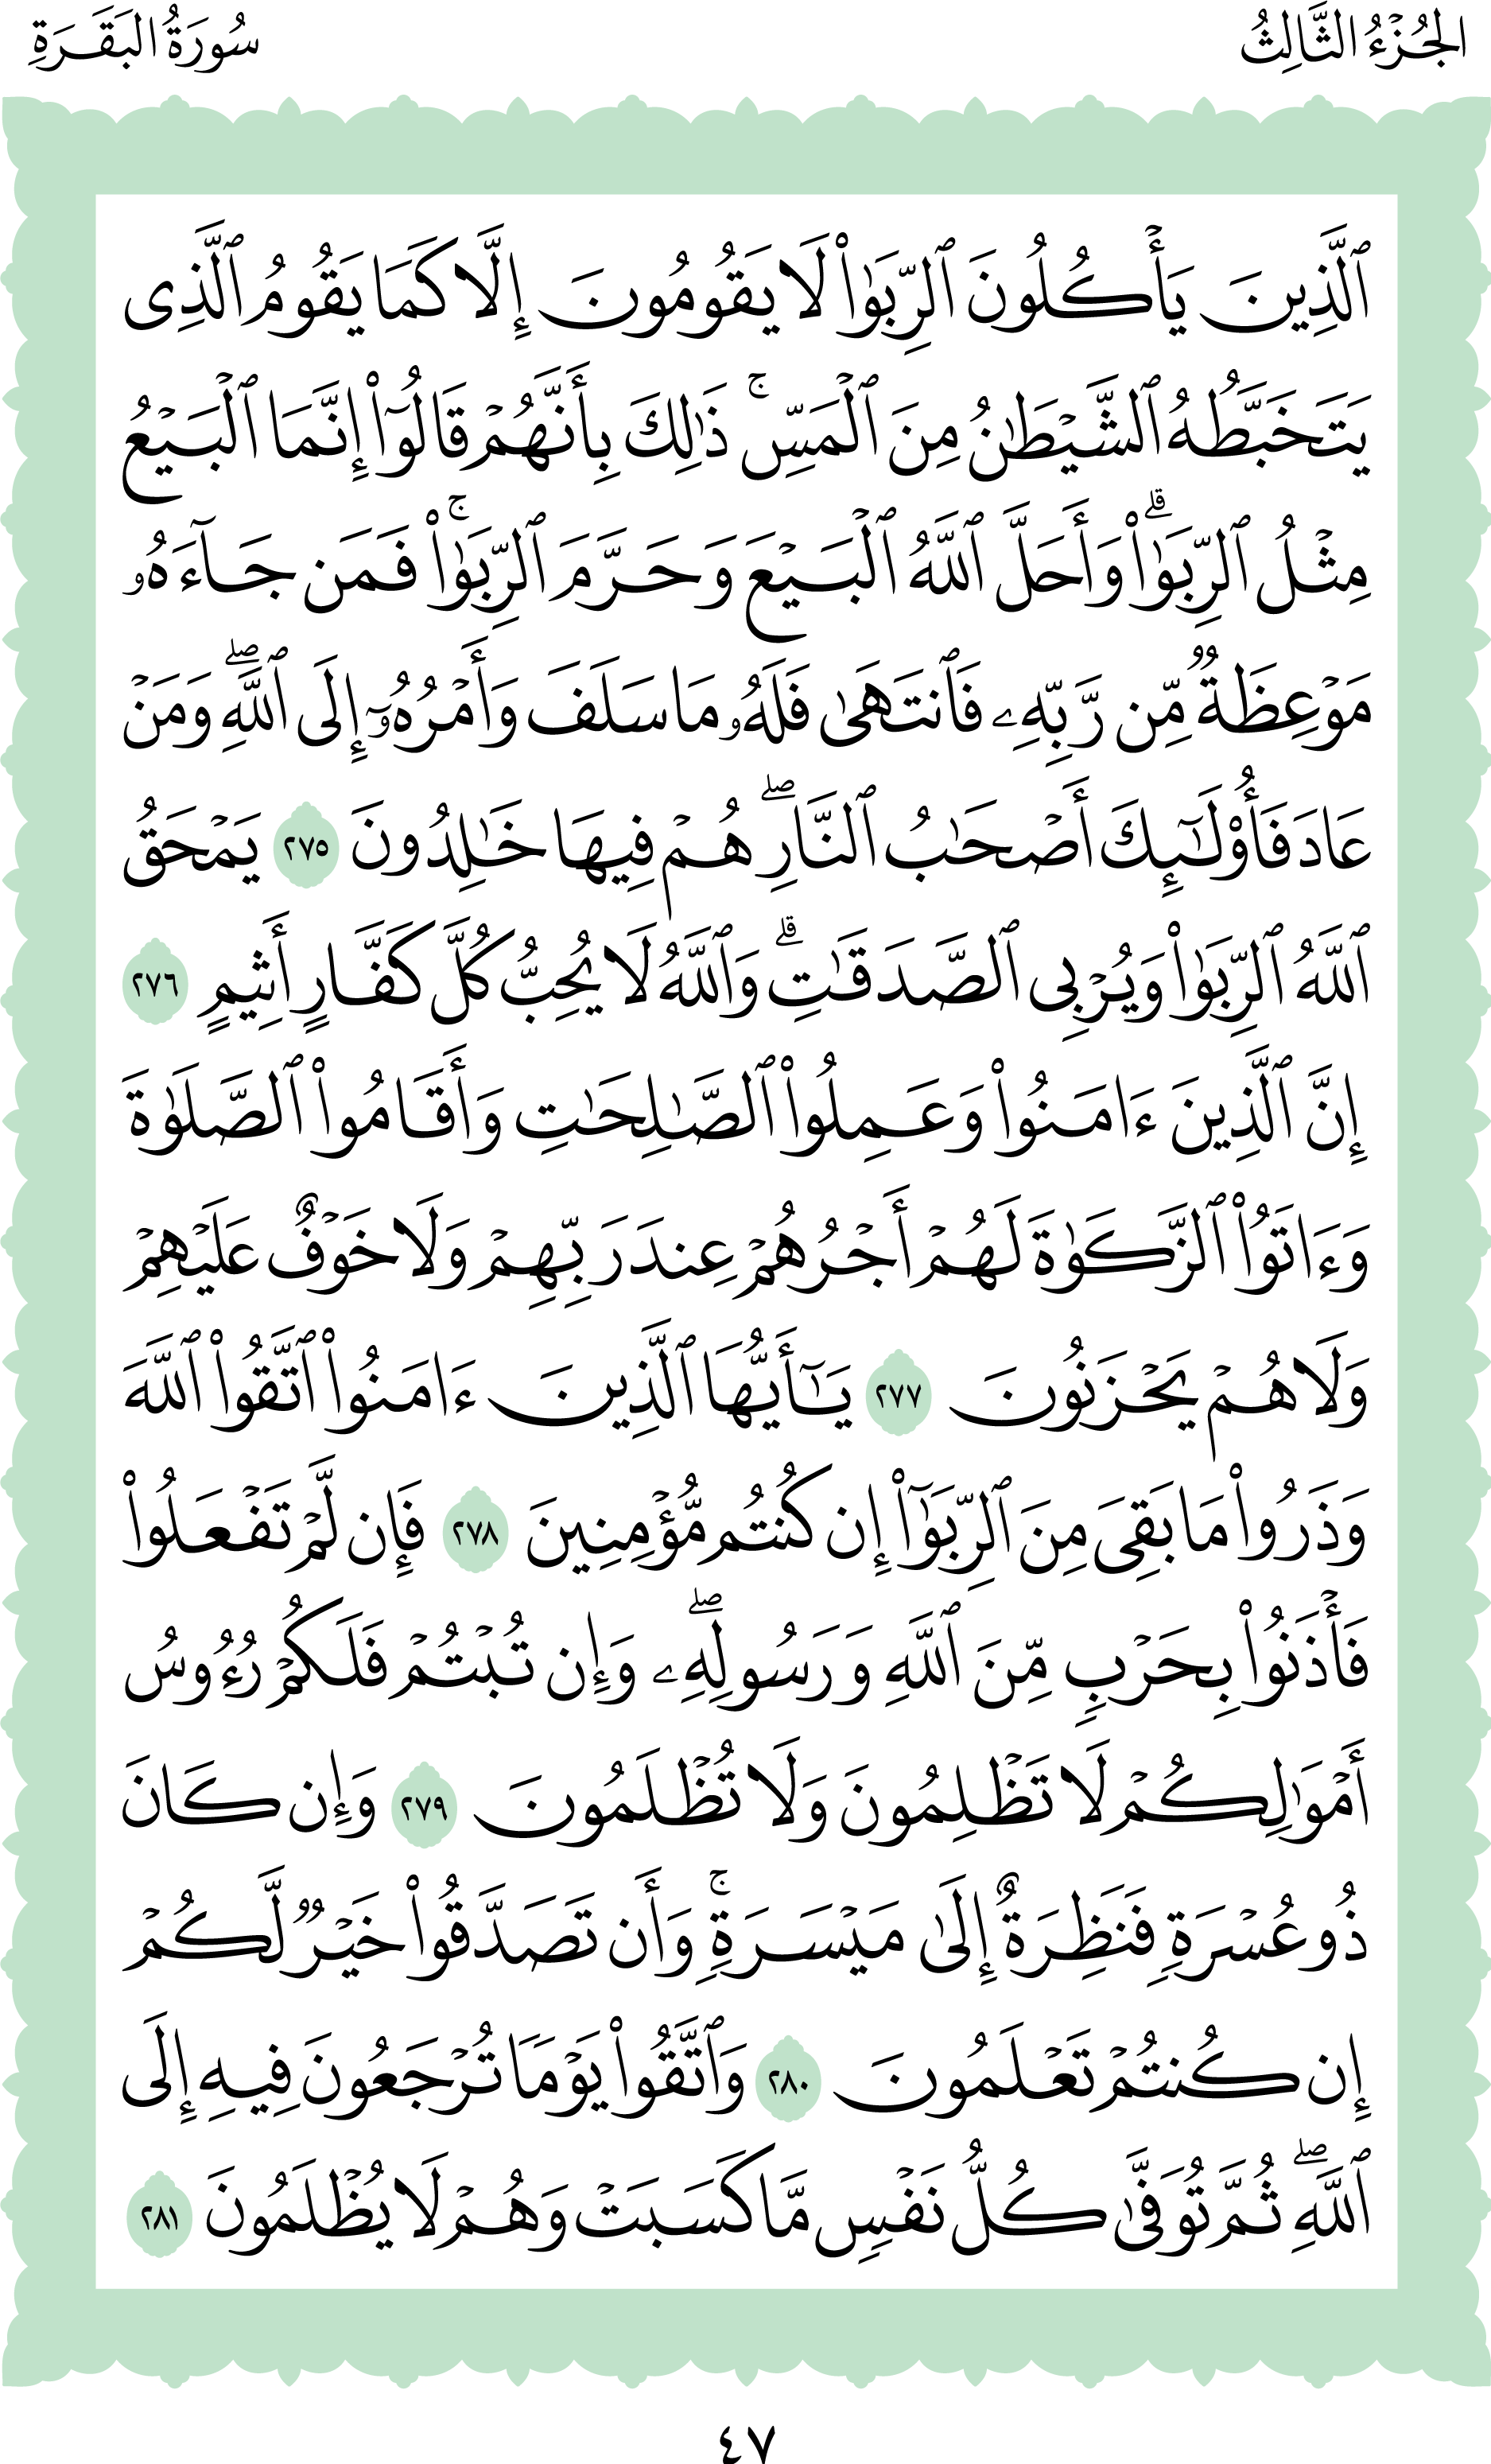 الجُزْءُ الثَّالِثُ
سُورَةُ البَقَرَةِ
ٱلَّذِينَ يَأۡكُلُونَ ٱلرِّبَوٰاْ لَا يَقُومُونَ إِلَّا كَمَا يَقُومُ ٱلَّذِى
يَتَخَبَّطُهُ ٱلشَّيۡطَٰنُ مِنَ ٱلۡمَسِّۚ ذَٰلِكَ بِأَنَّهُمۡ قَالُوٓاْ إِنَّمَا ٱلۡبَيۡعُ
مِثۡلُ ٱلرِّبَوٰاْۗ وَأَحَلَّ ٱللَّهُ ٱلۡبَيۡعَ وَحَرَّمَ ٱلرِّبَوٰاْۚ فَمَن جَآءَهُۥ
مَوۡعِظَةٞ مِّن رَّبِّهِۦ فَٱنتَهَىٰ فَلَهُۥ مَا سَلَفَ وَأَمۡرُهُۥٓ إِلَى ٱللَّهِۖ وَمَنۡ
عَادَ فَأُوْلَٰٓئِكَ أَصۡحَٰبُ ٱلنَّارِۖ هُمۡ فِيهَا خَٰلِدُونَ ٢٧٥ يَمۡحَقُ
ٱللَّهُ ٱلرِّبَوٰاْ وَيُرۡبِى ٱلصَّدَقَٰتِۗ وَٱللَّهُ لَا يُحِبُّ كُلَّ كَفَّارٍ أَثِيمٍ ٢٧٦
إِنَّ ٱلَّذِينَ ءَامَنُواْ وَعَمِلُواْ ٱلصَّٰلِحَٰتِ وَأَقَامُواْ ٱلصَّلَوٰةَ
وَءَاتَوُاْ ٱلزَّكَوٰةَ لَهُمۡ أَجۡرُهُمۡ عِندَ رَبِّهِمۡ وَلَا خَوۡفٌ عَلَيۡهِمۡ
وَلَا هُمۡ يَحۡزَنُونَ ٢٧٧ يَٰٓأَيُّهَا ٱلَّذِينَ ءَامَنُواْ ٱتَّقُواْ ٱللَّهَ
وَذَرُواْ مَا بَقِىَ مِنَ ٱلرِّبَوٰٓاْ إِن كُنتُم مُّؤۡمِنِينَ ٢٧٨ فَإِن لَّمۡ تَفۡعَلُواْ
فَأۡذَنُواْ بِحَرۡبٍ مِّنَ ٱللَّهِ وَرَسُولِهِۦۖ وَإِن تُبۡتُمۡ فَلَكُمۡ رُءُوسُ
أَمۡوَٰلِكُمۡ لَا تَظۡلِمُونَ وَلَا تُظۡلَمُونَ ٢٧٩ وَإِن كَانَ
ذُو عُسۡرَةٍ فَنَظِرَةٌ إِلَىٰ مَيۡسَرَةٍۚ وَأَن تَصَدَّقُواْ خَيۡرٞ لَّكُمۡ
إِن كُنتُمۡ تَعۡلَمُونَ ٢٨٠ وَٱتَّقُواْ يَوۡمٗا تُرۡجَعُونَ فِيهِ إِلَى
ٱللَّهِۖ ثُمَّ تُوَفَّىٰ كُلُّ نَفۡسٍ مَّا كَسَبَتۡ وَهُمۡ لَا يُظۡلَمُونَ ٢٨١
٤٧